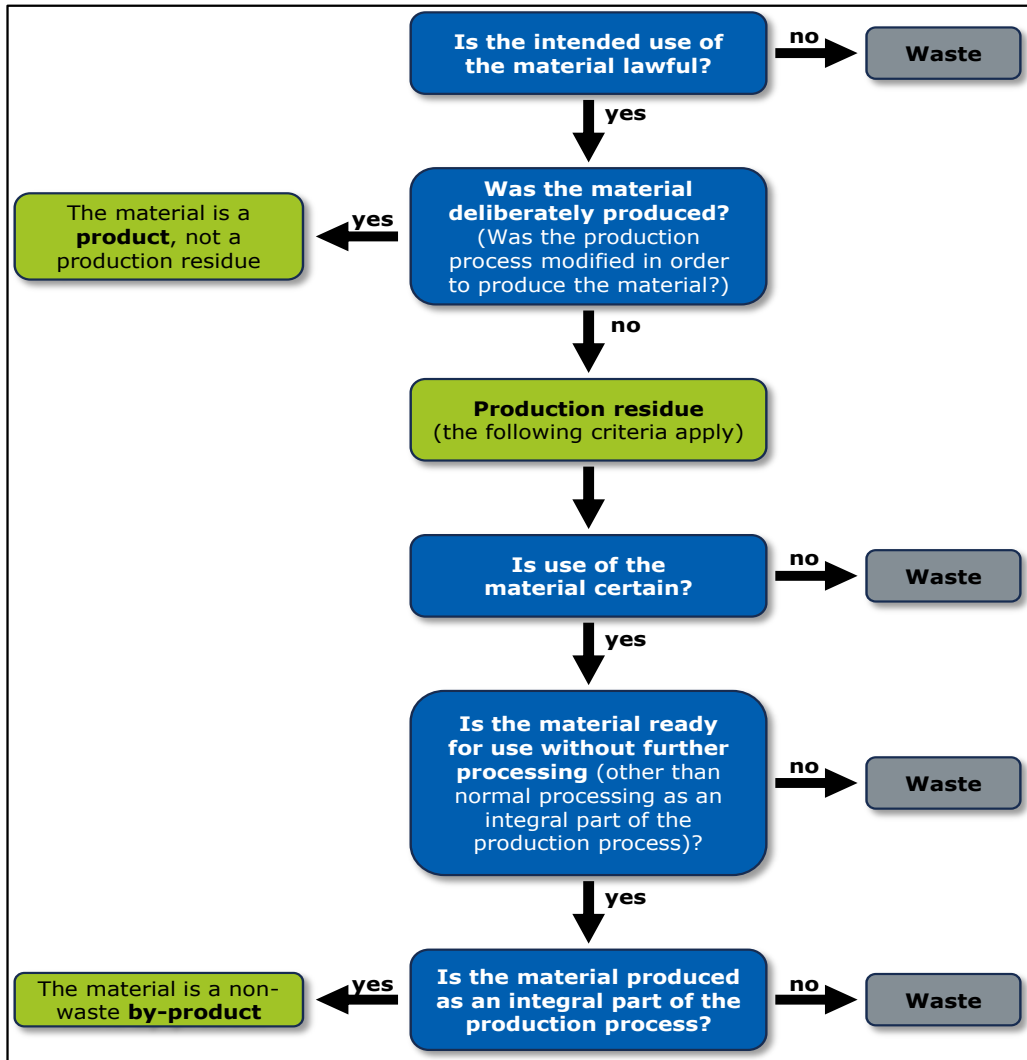 Is the intended use of
the material lawful?
no
Waste
yes
Was the material
deliberately produced?
(Was the production
process modified in order
to produce the material?)
yes
The material is a
product, not a
production residue
no
Production residue
(the following criteria apply)
Is use of the
material certain?
no
Waste
yes
Is the material ready
for use without further
processing (other than
normal processing as an
integral part of the
production process)?
no
Waste
yes
Is the material produced
as an integral part of the
production process?
yes
The material is a non-
waste by-product
no
Waste